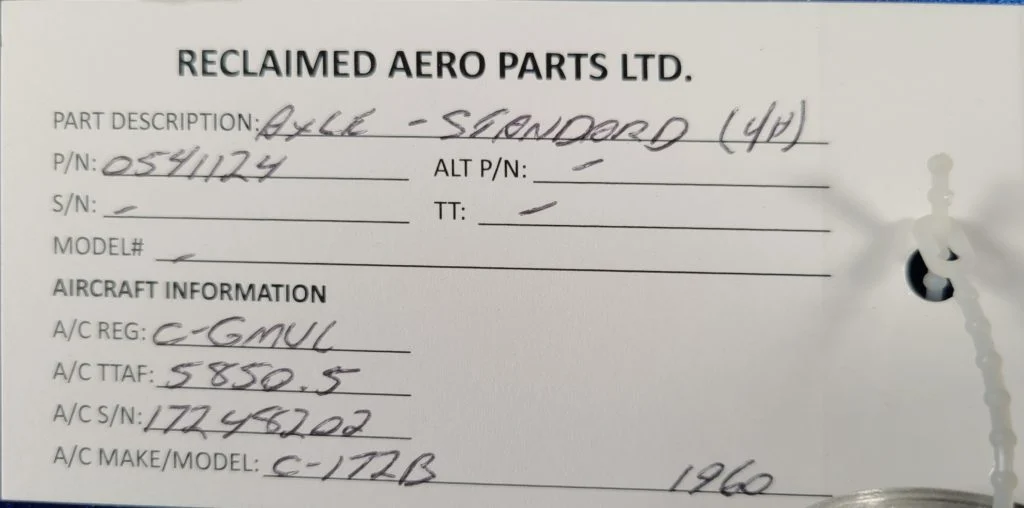 RECLAIMED AERO PARTS LTD.
PART DESCRIPTION: AXLE - STANDARD (L/H)
P/N: 0541124 ALT P/N: -
S/N: - TT: -
MODEL# -
AIRCRAFT INFORMATION
A/C REG: C-GMUL
A/C TTAF: 5850.5
A/C S/N: 17248202
A/C MAKE/MODEL: C-172B 1960